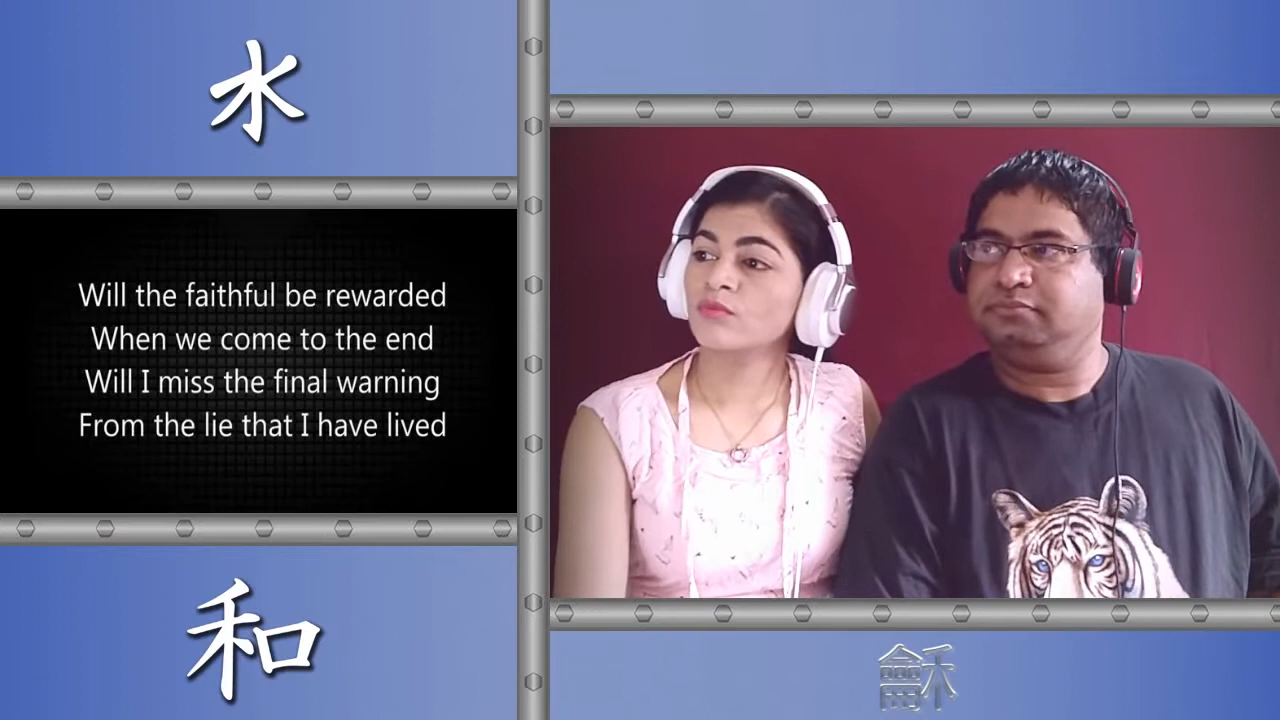 水
Will the faithful be rewarded
When we come to the end
Will I miss the final warning
From the lie that I have lived
和
龢